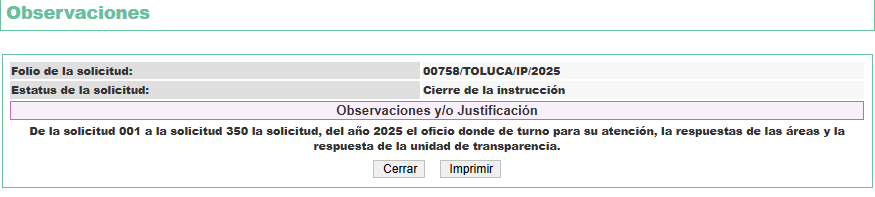 Observaciones
Folio de la solicitud: 00758/TOLUCA/IP/2025
Estatus de la solicitud: Cierre de la instrucción
Observaciones y/o Justificación
De la solicitud 001 a la solicitud 350 la solicitud, del año 2025 el oficio donde de turno para su atención, la respuestas de las áreas y la
respuesta de la unidad de transparencia.
Cerrar Imprimir